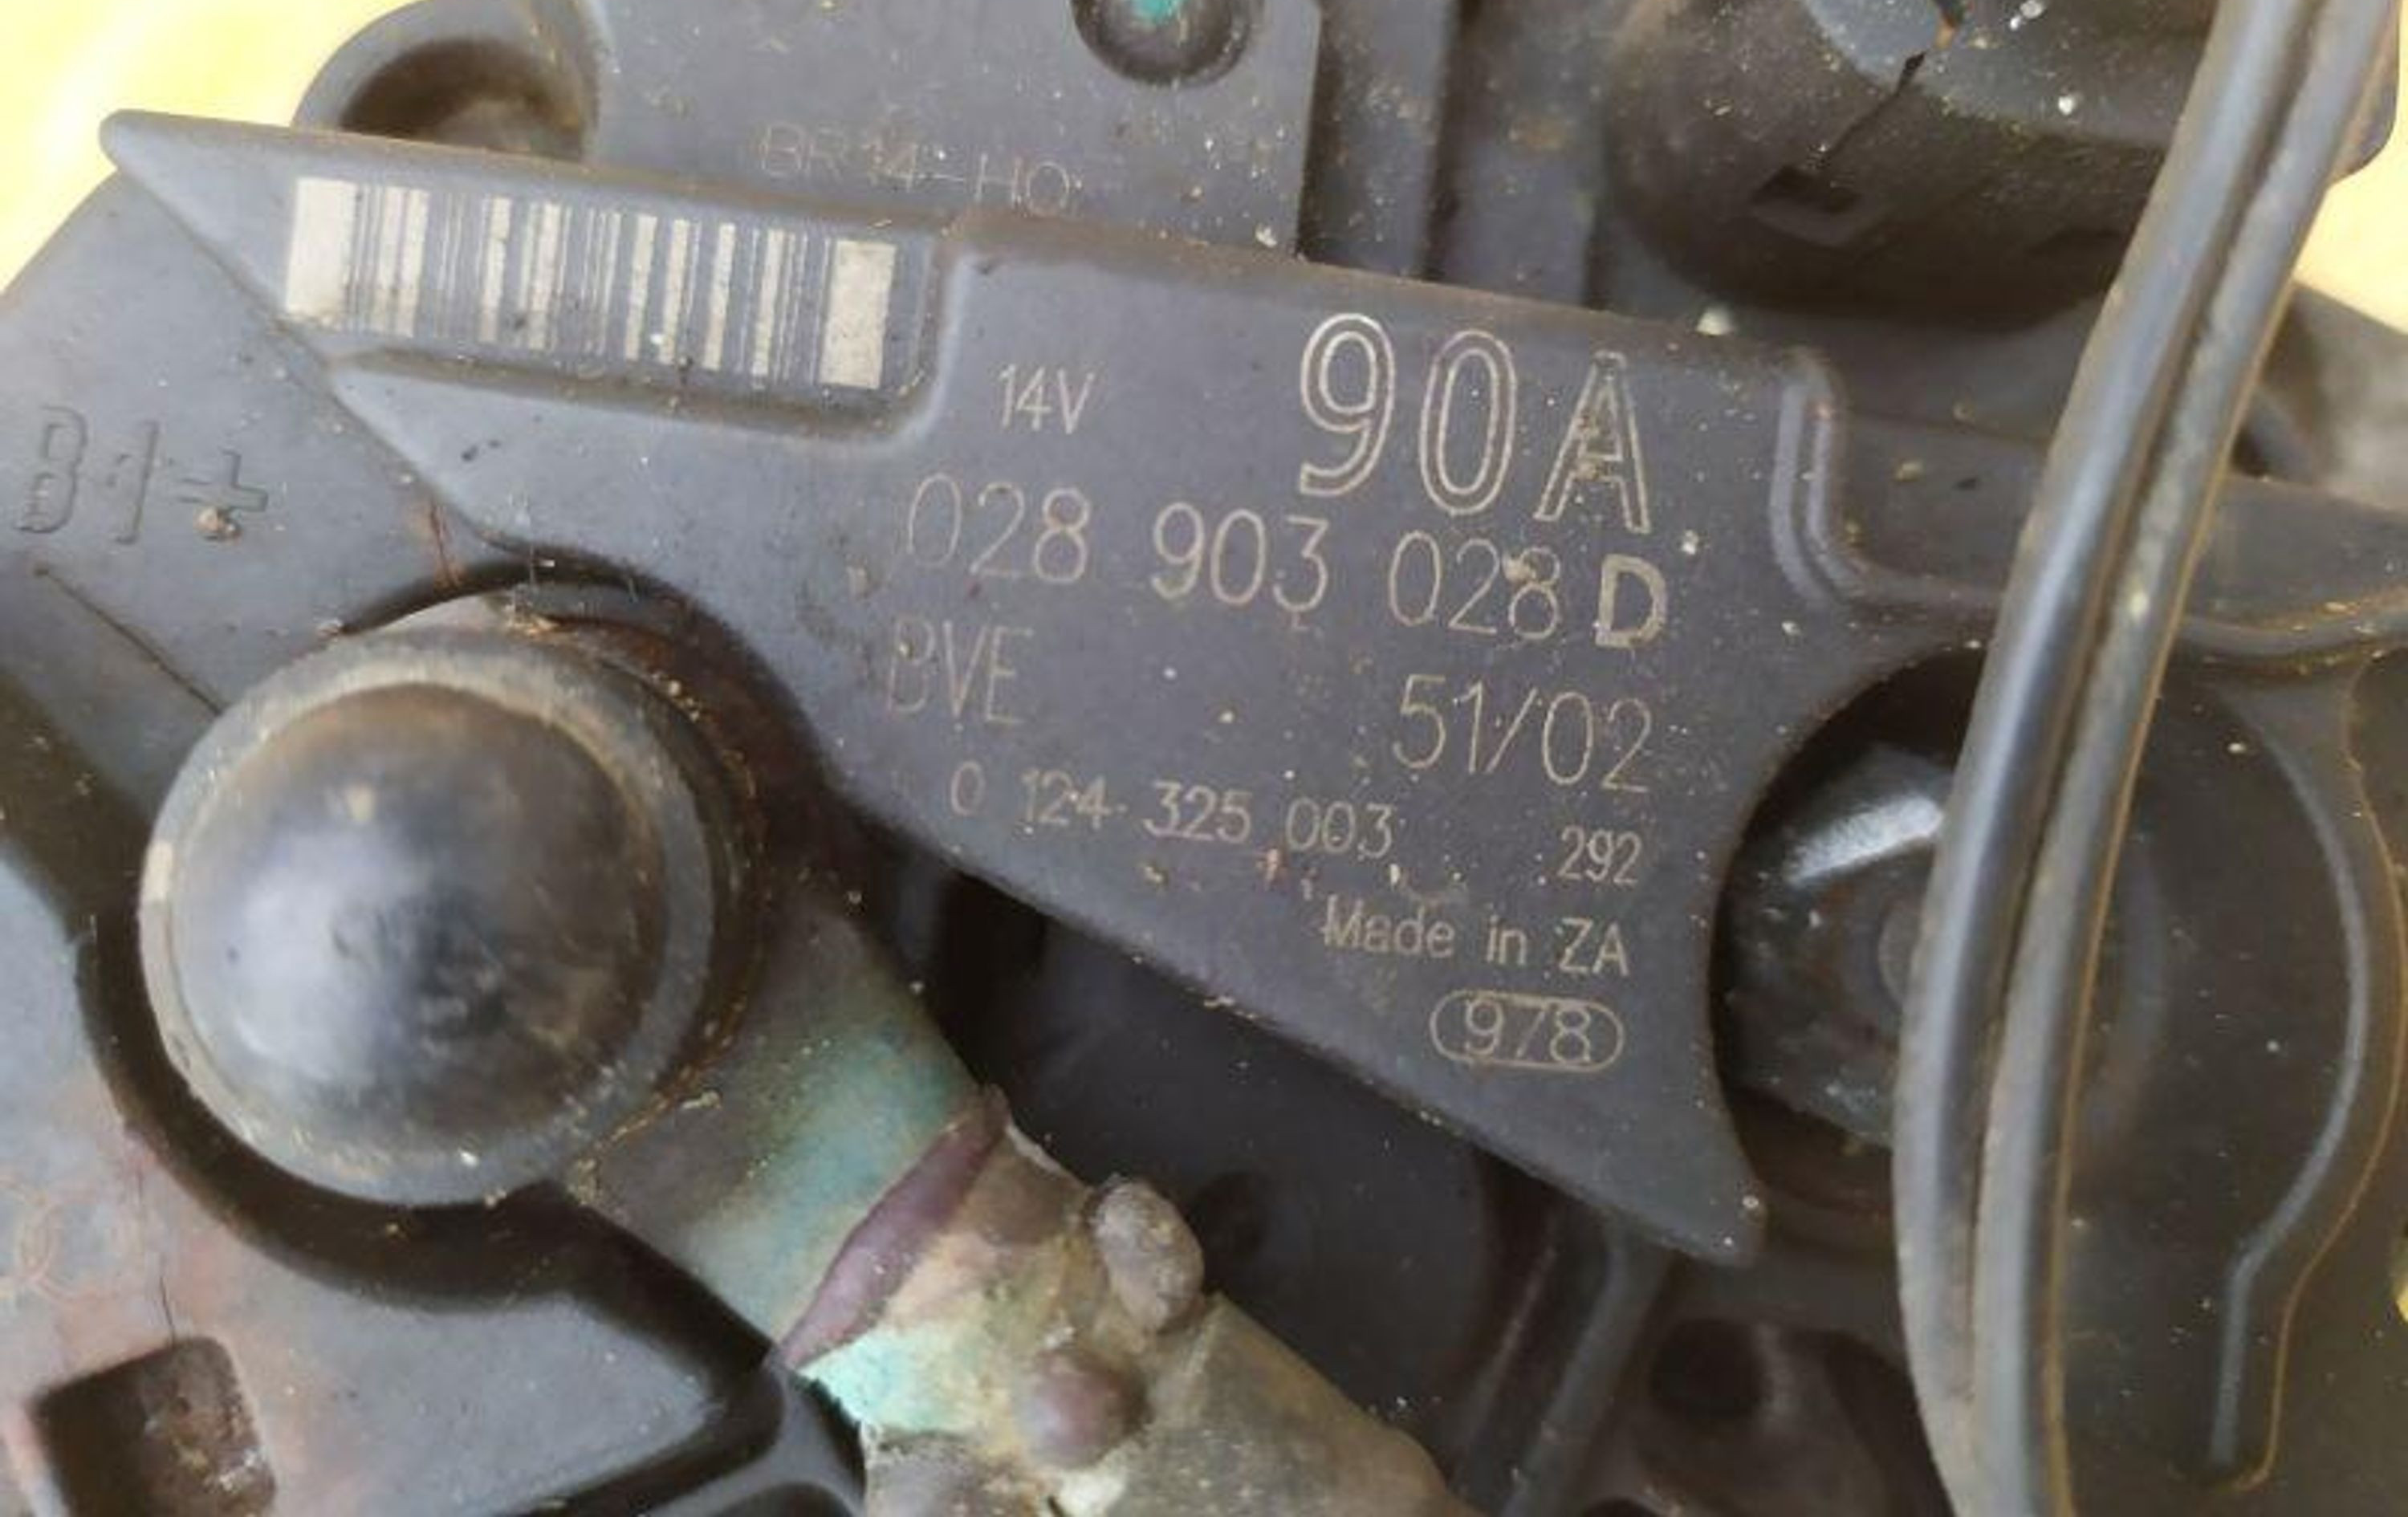 BR14-HO
B1+
14V 90A
028 903 028 D
BVE 51/02
0 124 325 003 292
Made in ZA
978